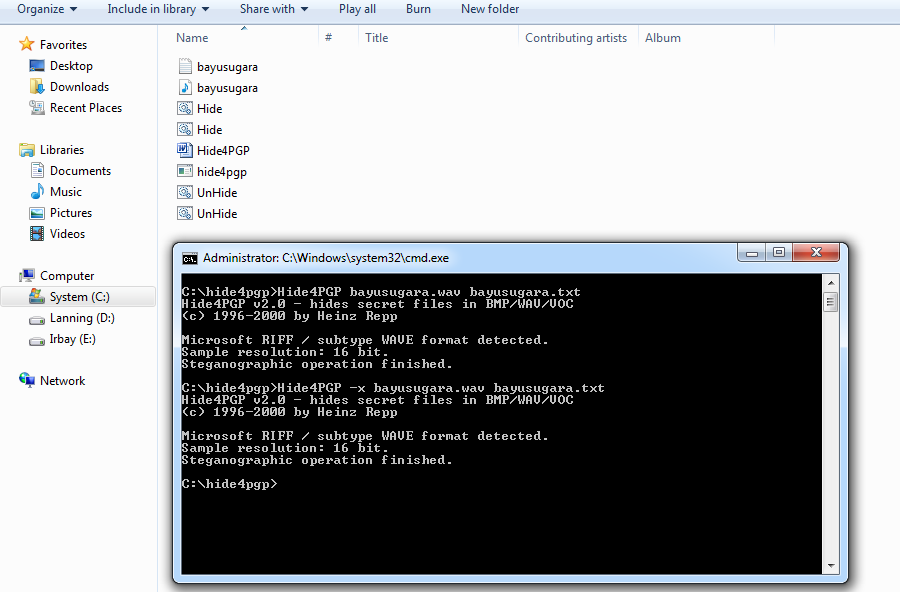 Organize Include in library Share with Play all Burn New folder
Favorites
Desktop
Downloads
Recent Places
Libraries
Documents
Music
Pictures
Videos
Computer
System (C:)
Lanning (D:)
Irbay (E:)
Network
Name # Title Contributing artists Album
bayusugara
bayusugara
Hide
Hide
Hide4PGP
hide4pgp
UnHide
UnHide
Administrator: C:\Windows\system32\cmd.exe
C:\hide4pgp>Hide4PGP bayusugara.wav bayusugara.txt
Hide4PGP v2.0 - hides secret files in BMP/WAV/VOC
(c) 1996-2000 by Heinz Repp
Microsoft RIFF / subtype WAVE format detected.
Sample resolution: 16 bit.
Steganographic operation finished.
C:\hide4pgp>Hide4PGP -x bayusugara.wav bayusugara.txt
Hide4PGP v2.0 - hides secret files in BMP/WAV/VOC
(c) 1996-2000 by Heinz Repp
Microsoft RIFF / subtype WAVE format detected.
Sample resolution: 16 bit.
Steganographic operation finished.
C:\hide4pgp>